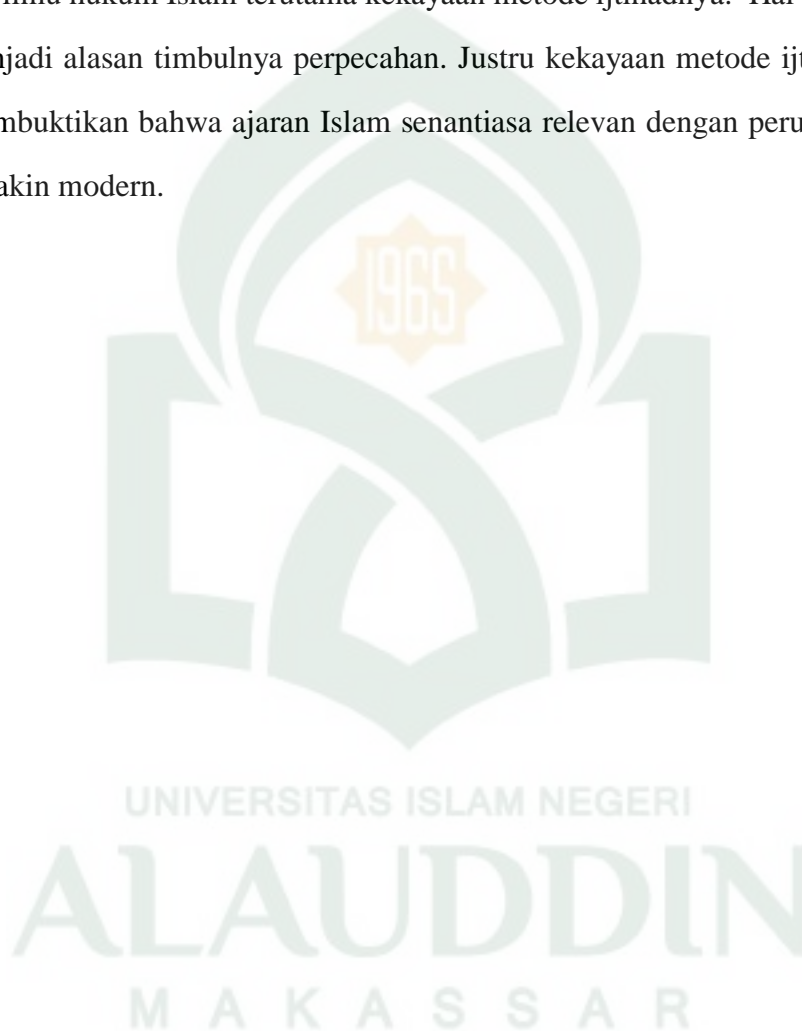 ilmu hukum Islam terutama kekayaan metode ijtihadnya. Hal
njadi alasan timbulnya perpecahan. Justru kekayaan metode ijt
mbuktikan bahwa ajaran Islam senantiasa relevan dengan peru
akin modern.
1965
UNIVERSITAS ISLAM NEGERI
ALAUDDIN
MAKASSAR